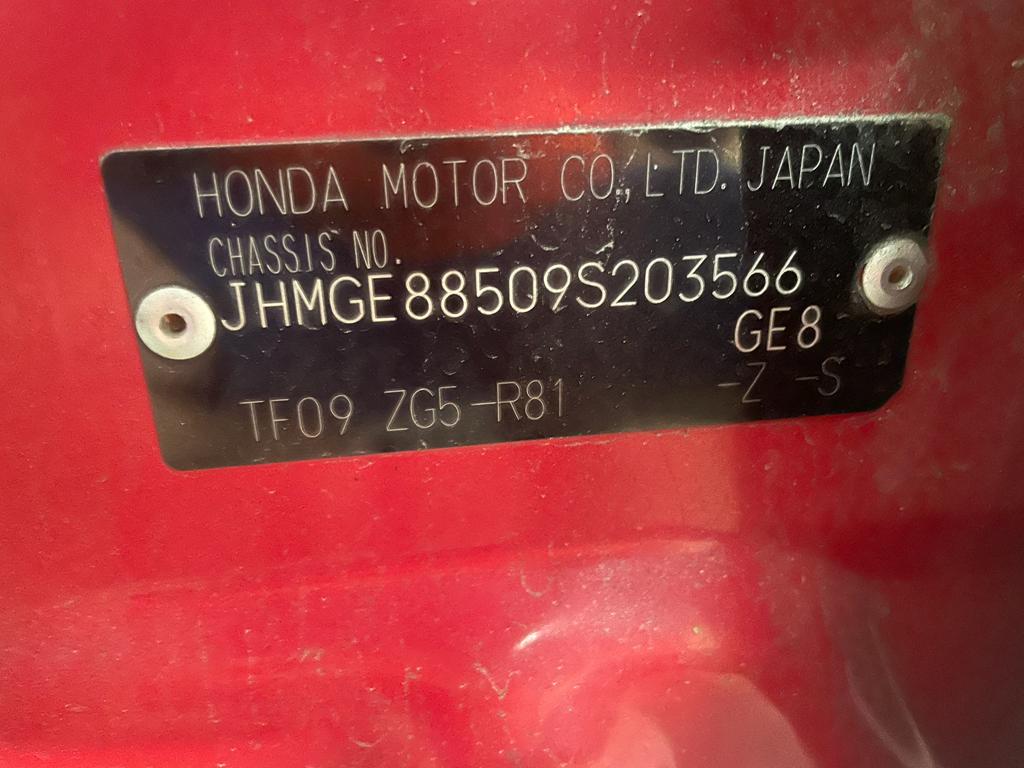 HONDA MOTOR CO., LTD. JAPAN
CHASSIS NO.
JHMGE88509S203566
GE8
TF09 ZG5-R81 -Z -S